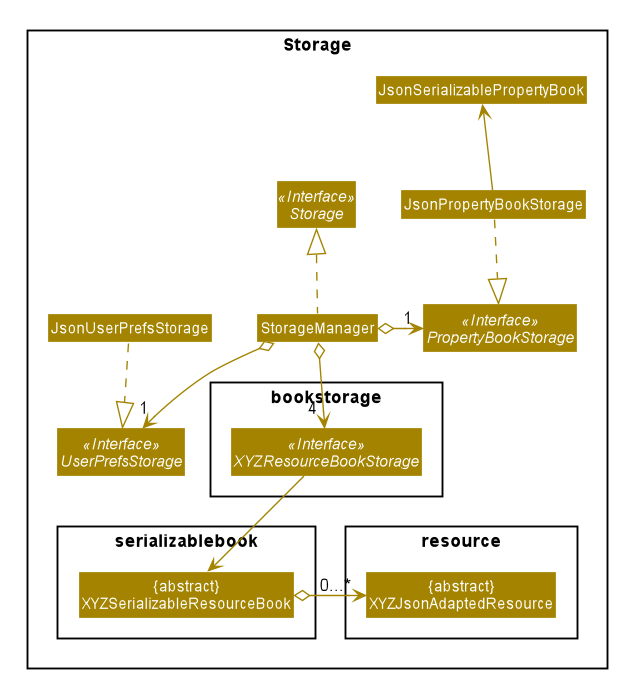 Storage
JsonSerializablePropertyBook
«Interface»
Storage
JsonPropertyBookStorage
JsonUserPrefsStorage
StorageManager
1
«Interface»
PropertyBookStorage
1
bookstorage
4
«Interface»
UserPrefsStorage
«Interface»
XYZResourceBookStorage
serializablebook
resource
{abstract}
XYZSerializableResourceBook
0...*
{abstract}
XYZJsonAdaptedResource